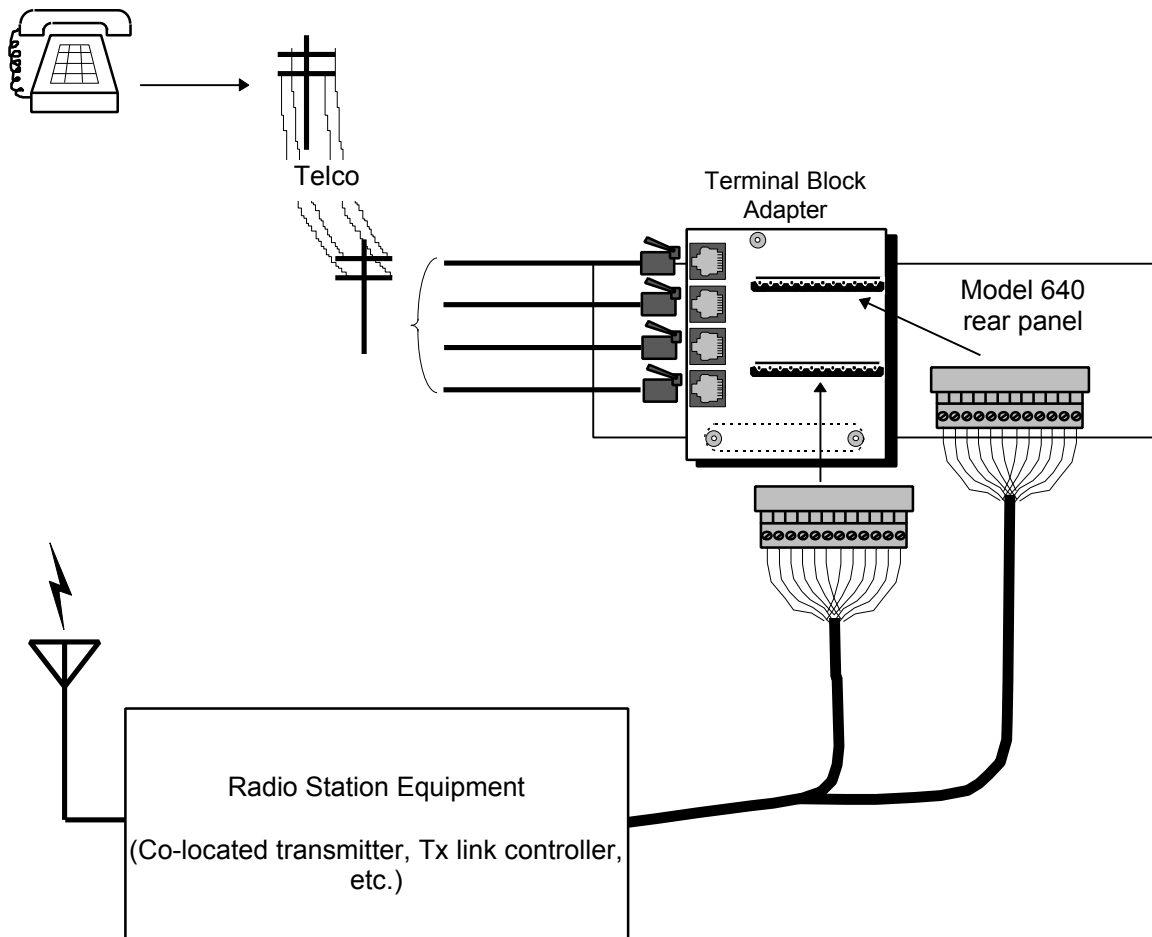 Telco
Terminal Block
Adapter
Model 640
rear panel
Radio Station Equipment
(Co-located transmitter, Tx link controller,
etc.)